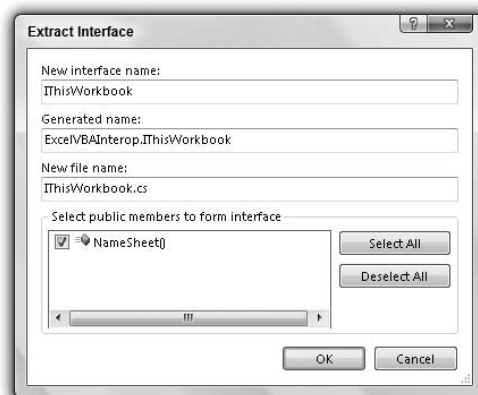 Extract Interface
New interface name:
IThisWorkbook
Generated name:
ExcelVBAInterop.IThisWorkbook
New file name:
IThisWorkbook.cs
Select public members to form interface
NameSheet()
Select All
Deselect All
OK
Cancel